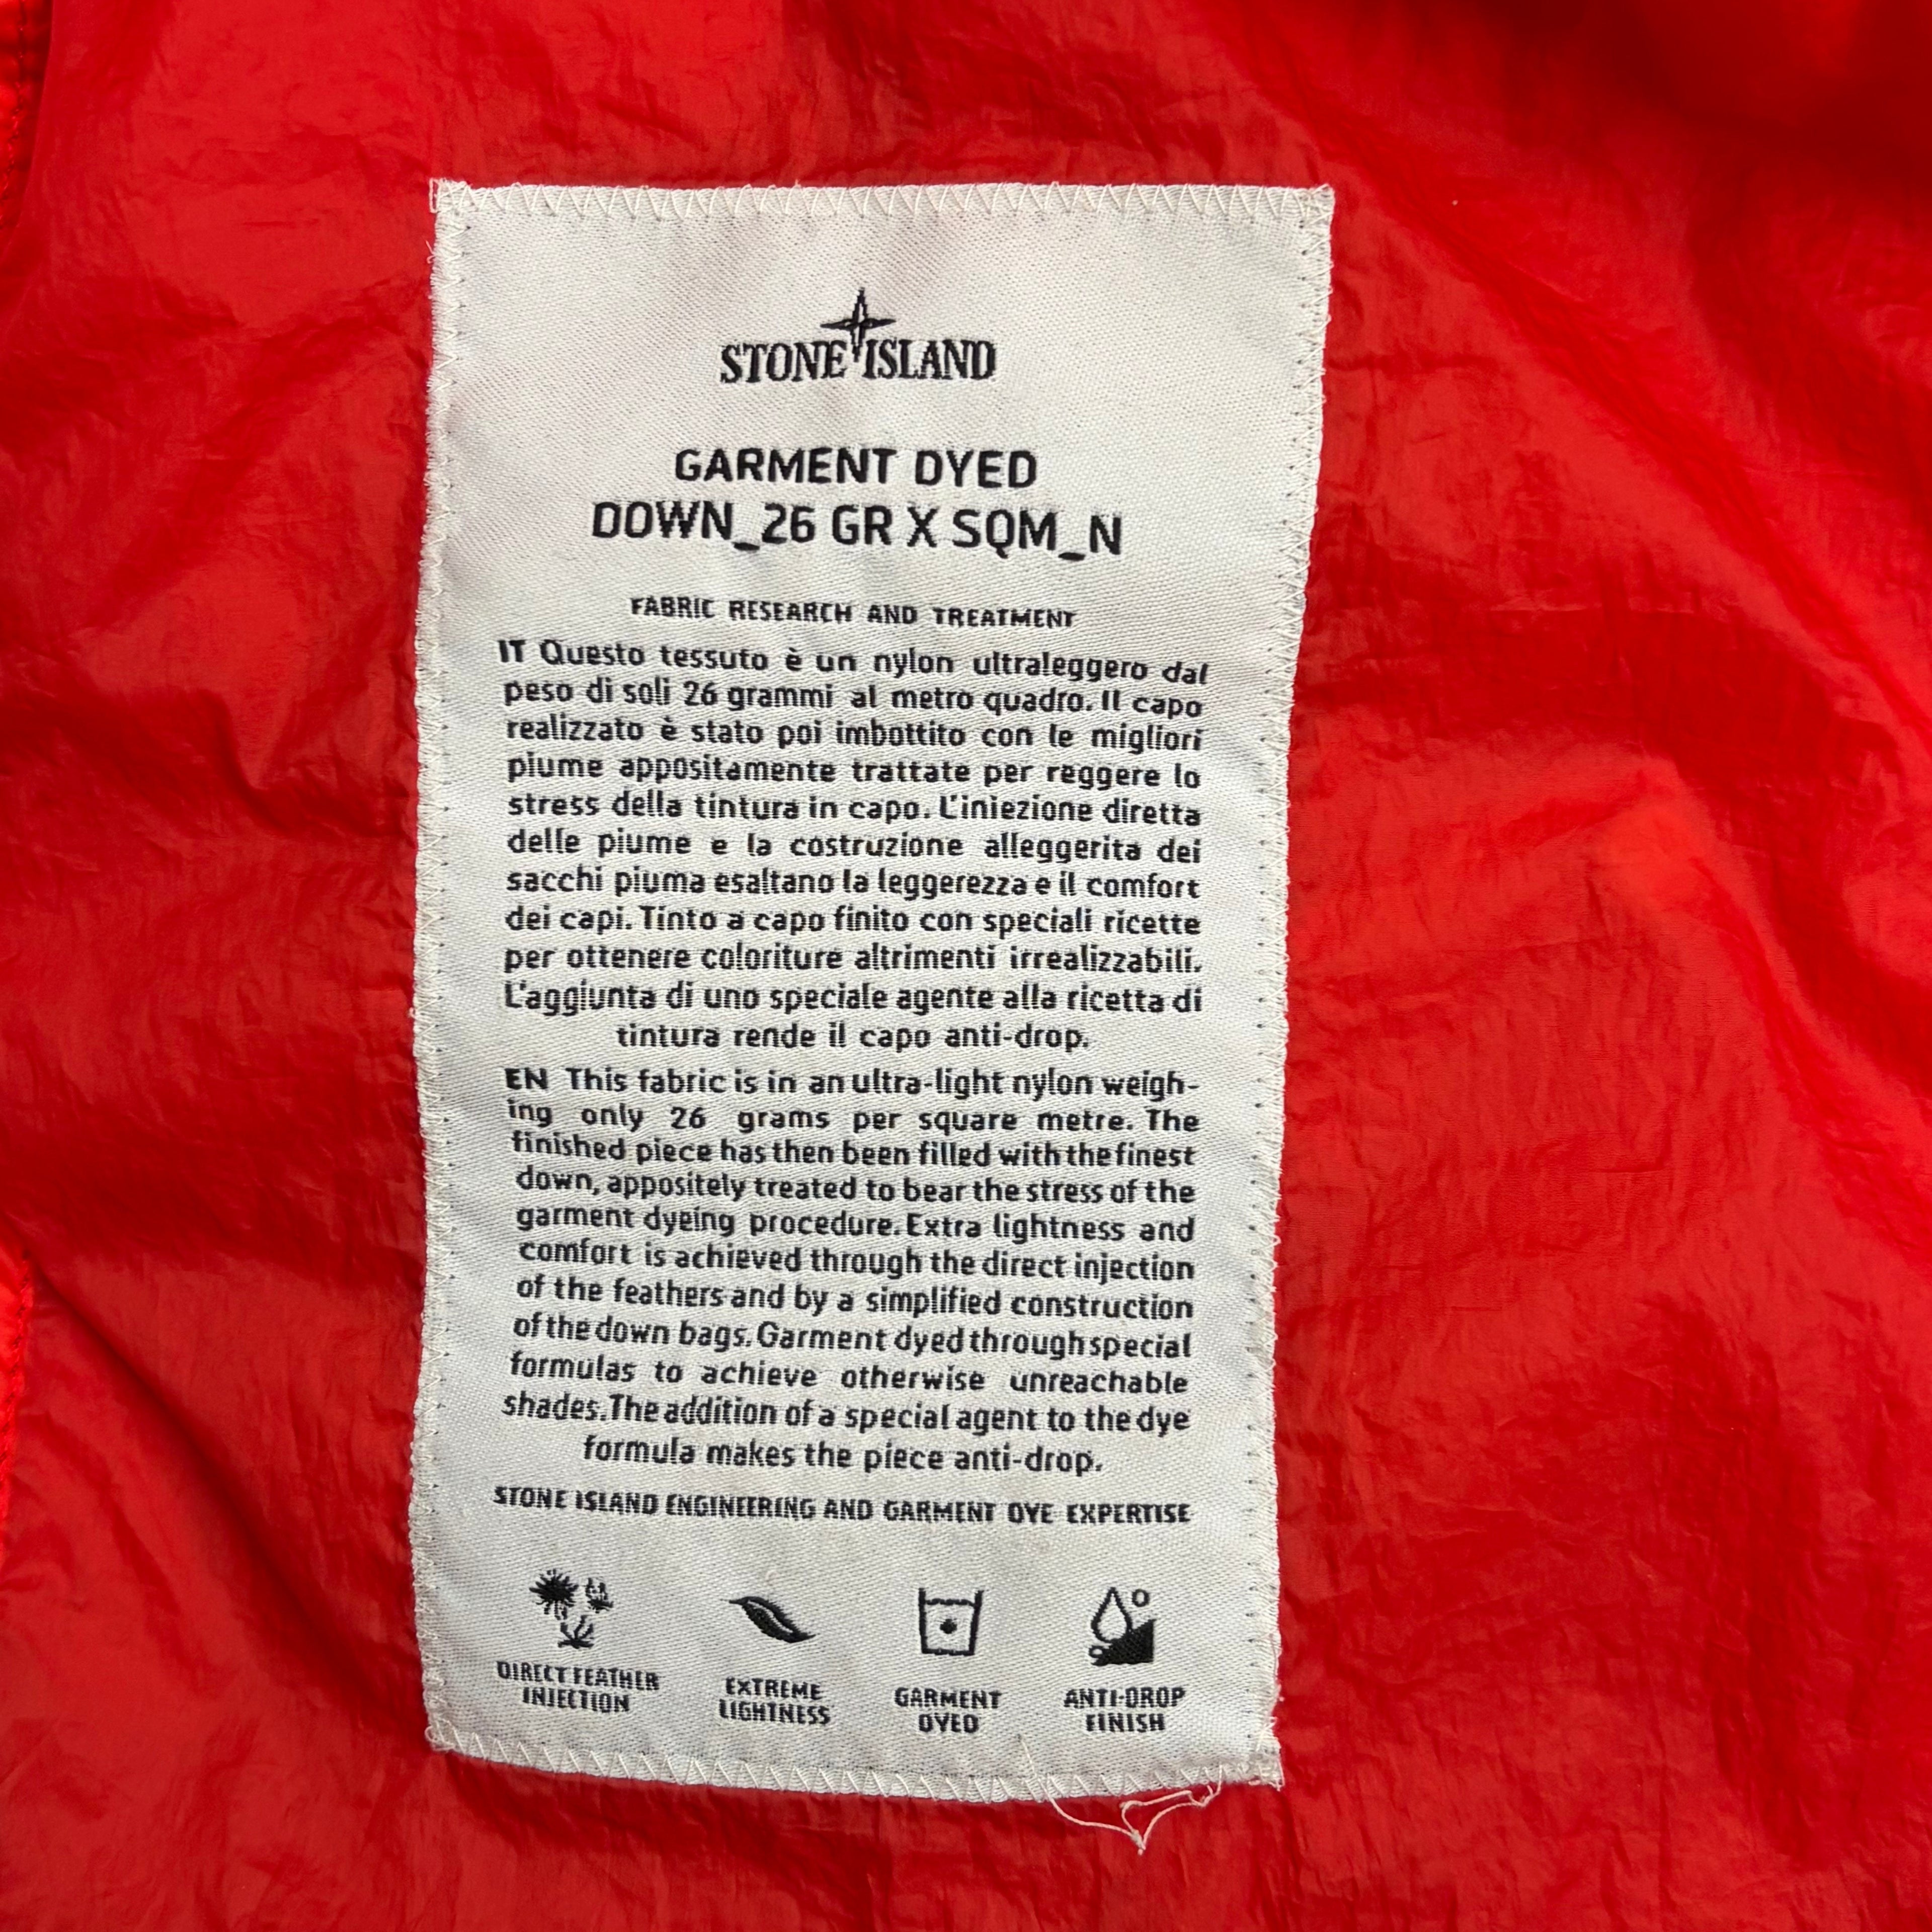 STONE ISLAND
GARMENT DYED
DOWN_26 GR X SQM_N
FABRIC RESEARCH AND TREATMENT
IT Questo tessuto è un nylon ultraleggero dal
peso di soli 26 grammi al metro quadro. Il capo
realizzato è stato poi imbottito con le migliori
piume appositamente trattate per reggere lo
stress della tintura in capo. L'iniezione diretta
delle piume e la costruzione alleggerita dei
sacchi piuma esaltano la leggerezza e il comfort
dei capi. Tinto a capo finito con speciali ricette
per ottenere coloriture altrimenti irrealizzabili.
L'aggiunta di uno speciale agente alla ricetta di
tintura rende il capo anti-drop.
EN This fabric is in an ultra-light nylon weigh-
ing only 26 grams per square metre. The
finished piece has then been filled with the finest
down, appositely treated to bear the stress of the
garment dyeing procedure. Extra lightness and
comfort is achieved through the direct injection
of the feathers and by a simplified construction
of the down bags. Garment dyed through special
formulas to achieve otherwise unreachable
shades. The addition of a special agent to the dye
formula makes the piece anti-drop.
STONE ISLAND ENGINEERING AND GARMENT DYE EXPERTISE
DIRECT FEATHER
INJECTION
EXTREME
LIGHTNESS
GARMENT
DYED
ANTI-DROP
FINISH